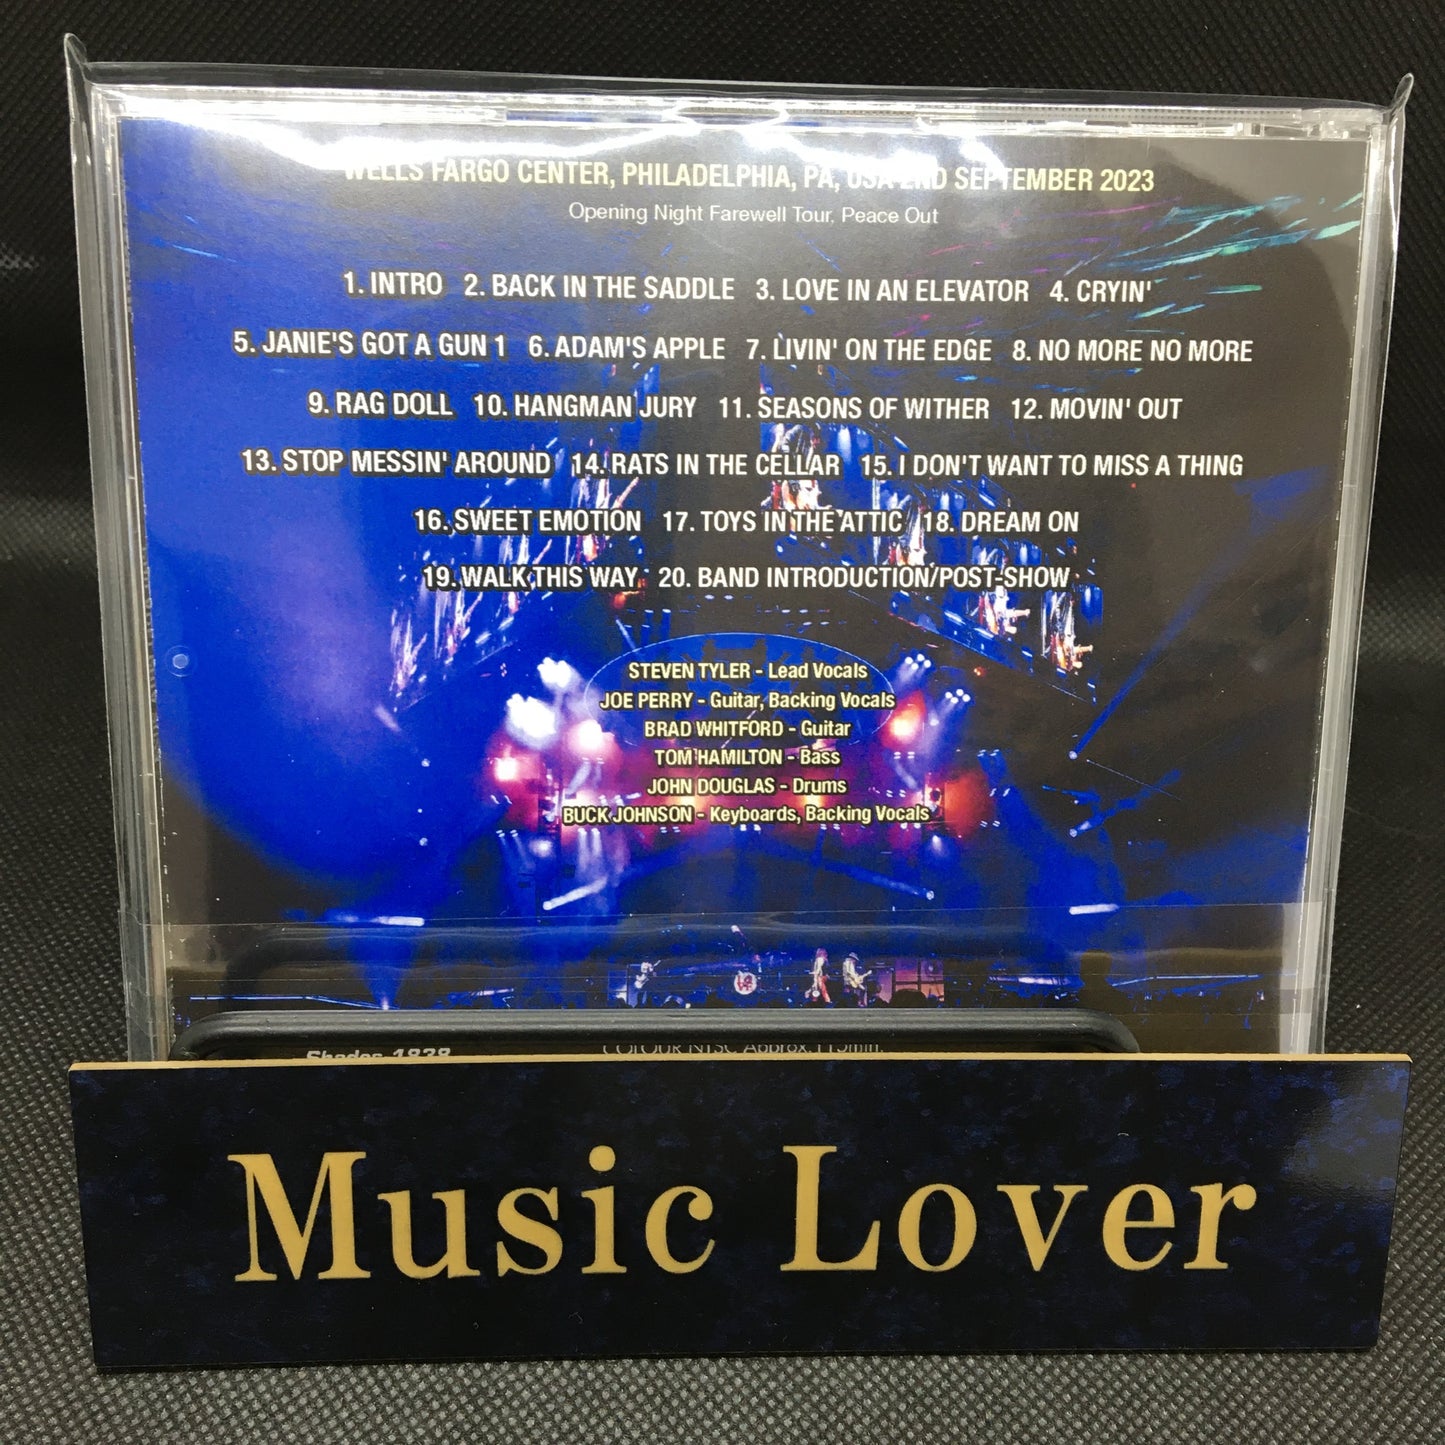 WELLS FARGO CENTER, PHILADELPHIA, PA, USA 2ND SEPTEMBER 2023
Opening Night Farewell Tour, Peace Out
1. INTRO 2. BACK IN THE SADDLE 3. LOVE IN AN ELEVATOR 4. CRYIN'
5. JANIE'S GOT A GUN 1 6. ADAM'S APPLE 7. LIVIN' ON THE EDGE 8. NO MORE NO MORE
9. RAG DOLL 10. HANGMAN JURY 11. SEASONS OF WITHER 12. MOVIN' OUT
13. STOP MESSIN' AROUND 14. RATS IN THE CELLAR 15. I DON'T WANT TO MISS A THING
16. SWEET EMOTION 17. TOYS IN THE ATTIC 18. DREAM ON
19. WALK THIS WAY 20. BAND INTRODUCTION/POST-SHOW
STEVEN TYLER - Lead Vocals
JOE PERRY - Guitar, Backing Vocals
BRAD WHITFORD - Guitar
TOM HAMILTON - Bass
JOHN DOUGLAS - Drums
BUCK JOHNSON - Keyboards, Backing Vocals
Shades 1828 COLOUR NTSC Approx. 115min.
Music Lover